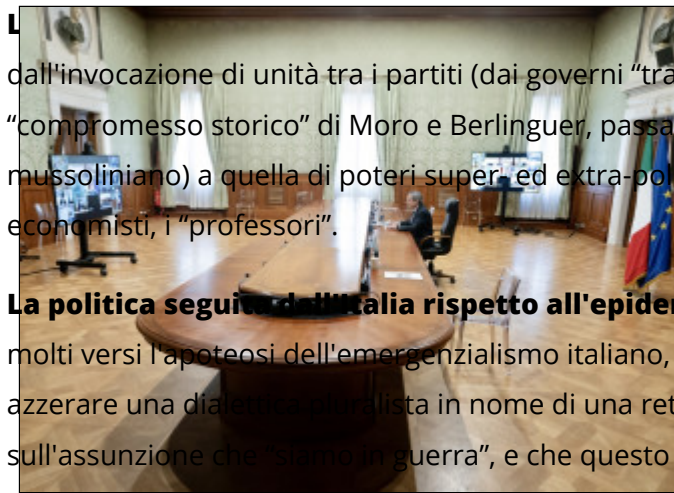 L
dall'invocazione di unità tra i partiti (dai governi “tra
“compromesso storico” di Moro e Berlinguer, passa
mussoliniano) a quella di poteri super, ed extra-pol
economisti, i “professori”.
La politica seguita dall'Italia rispetto all'epide
molti versi l'apoteosi dell'emergenzialismo italiano,
azzerare una dialettica pluralista in nome di una ret
sull'assunzione che “siamo in guerra”, e che questo